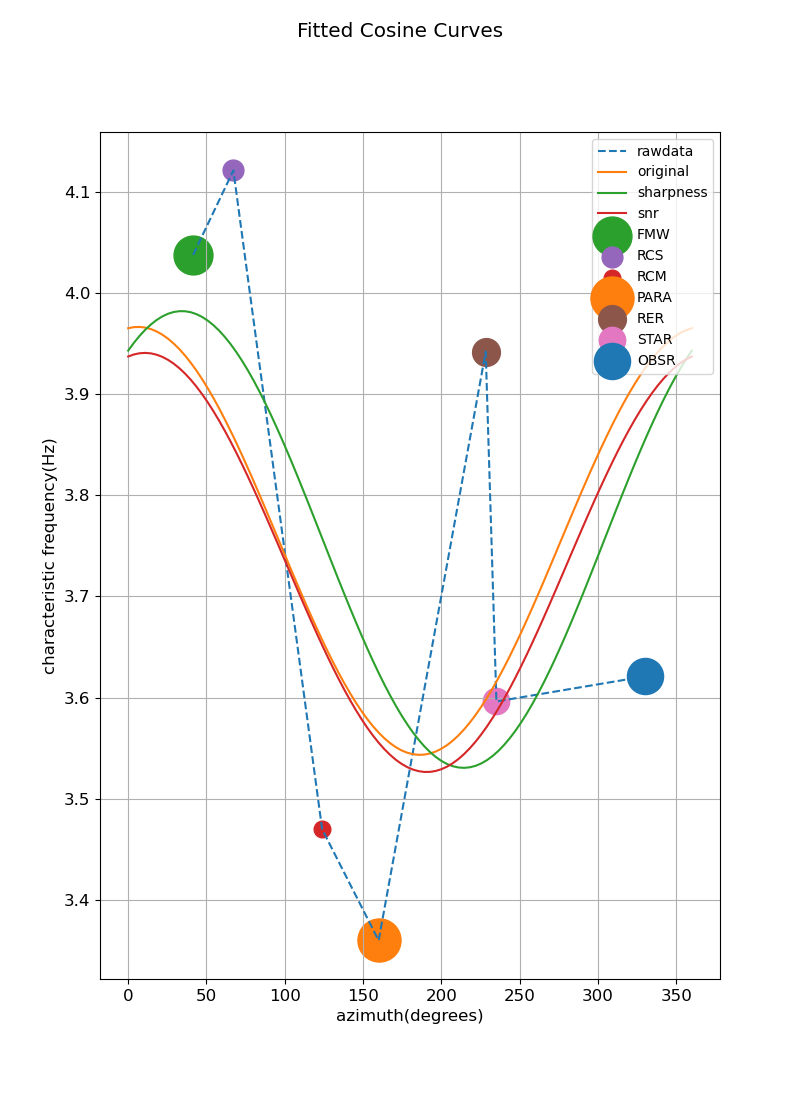 Fitted Cosine Curves
rawdata
original
sharpness
snr
FMW
RCS
RCM
PARA
RER
STAR
OBSR
characteristic frequency(Hz)
4.1
4.0
3.9
3.8
3.7
3.6
3.5
3.4
0 50 100 150 200 250 300 350
azimuth(degrees)